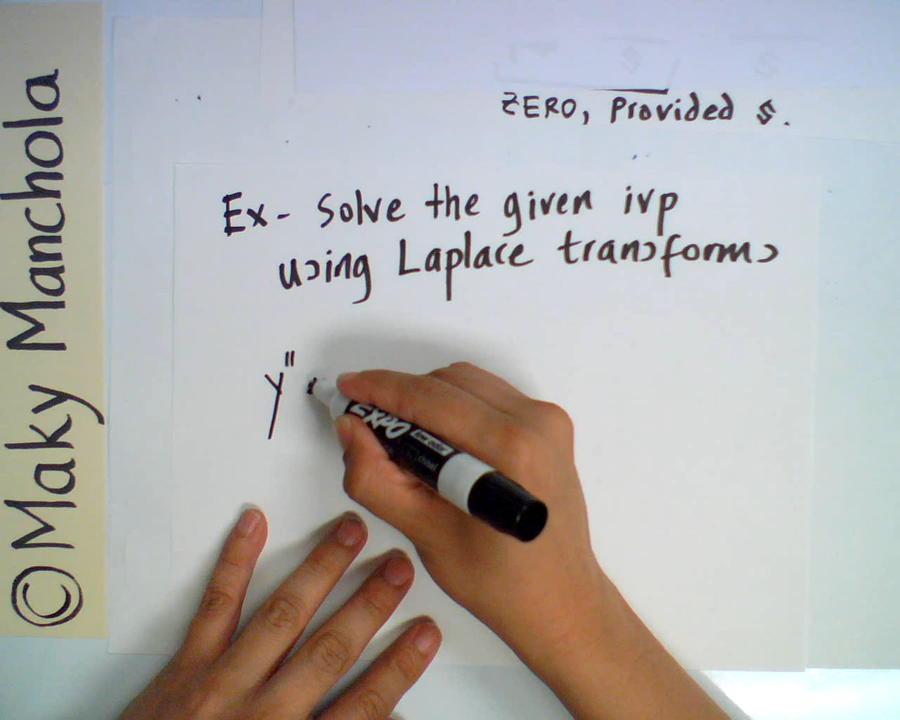 ©Maky Manchola
ZERO, Provided $.
Ex- Solve the given ivp
using Laplace transforms
y"
EXPO